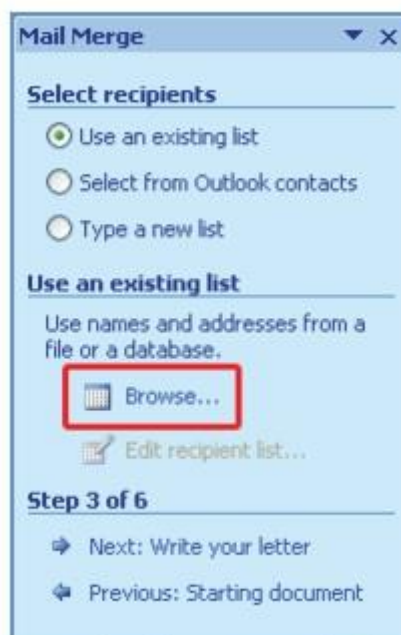 Mail Merge
Select recipients
Use an existing list
Select from Outlook contacts
Type a new list
Use an existing list
Use names and addresses from a
file or a database.
Browse...
Edit recipient list...
Step 3 of 6
Next: Write your letter
Previous: Starting document